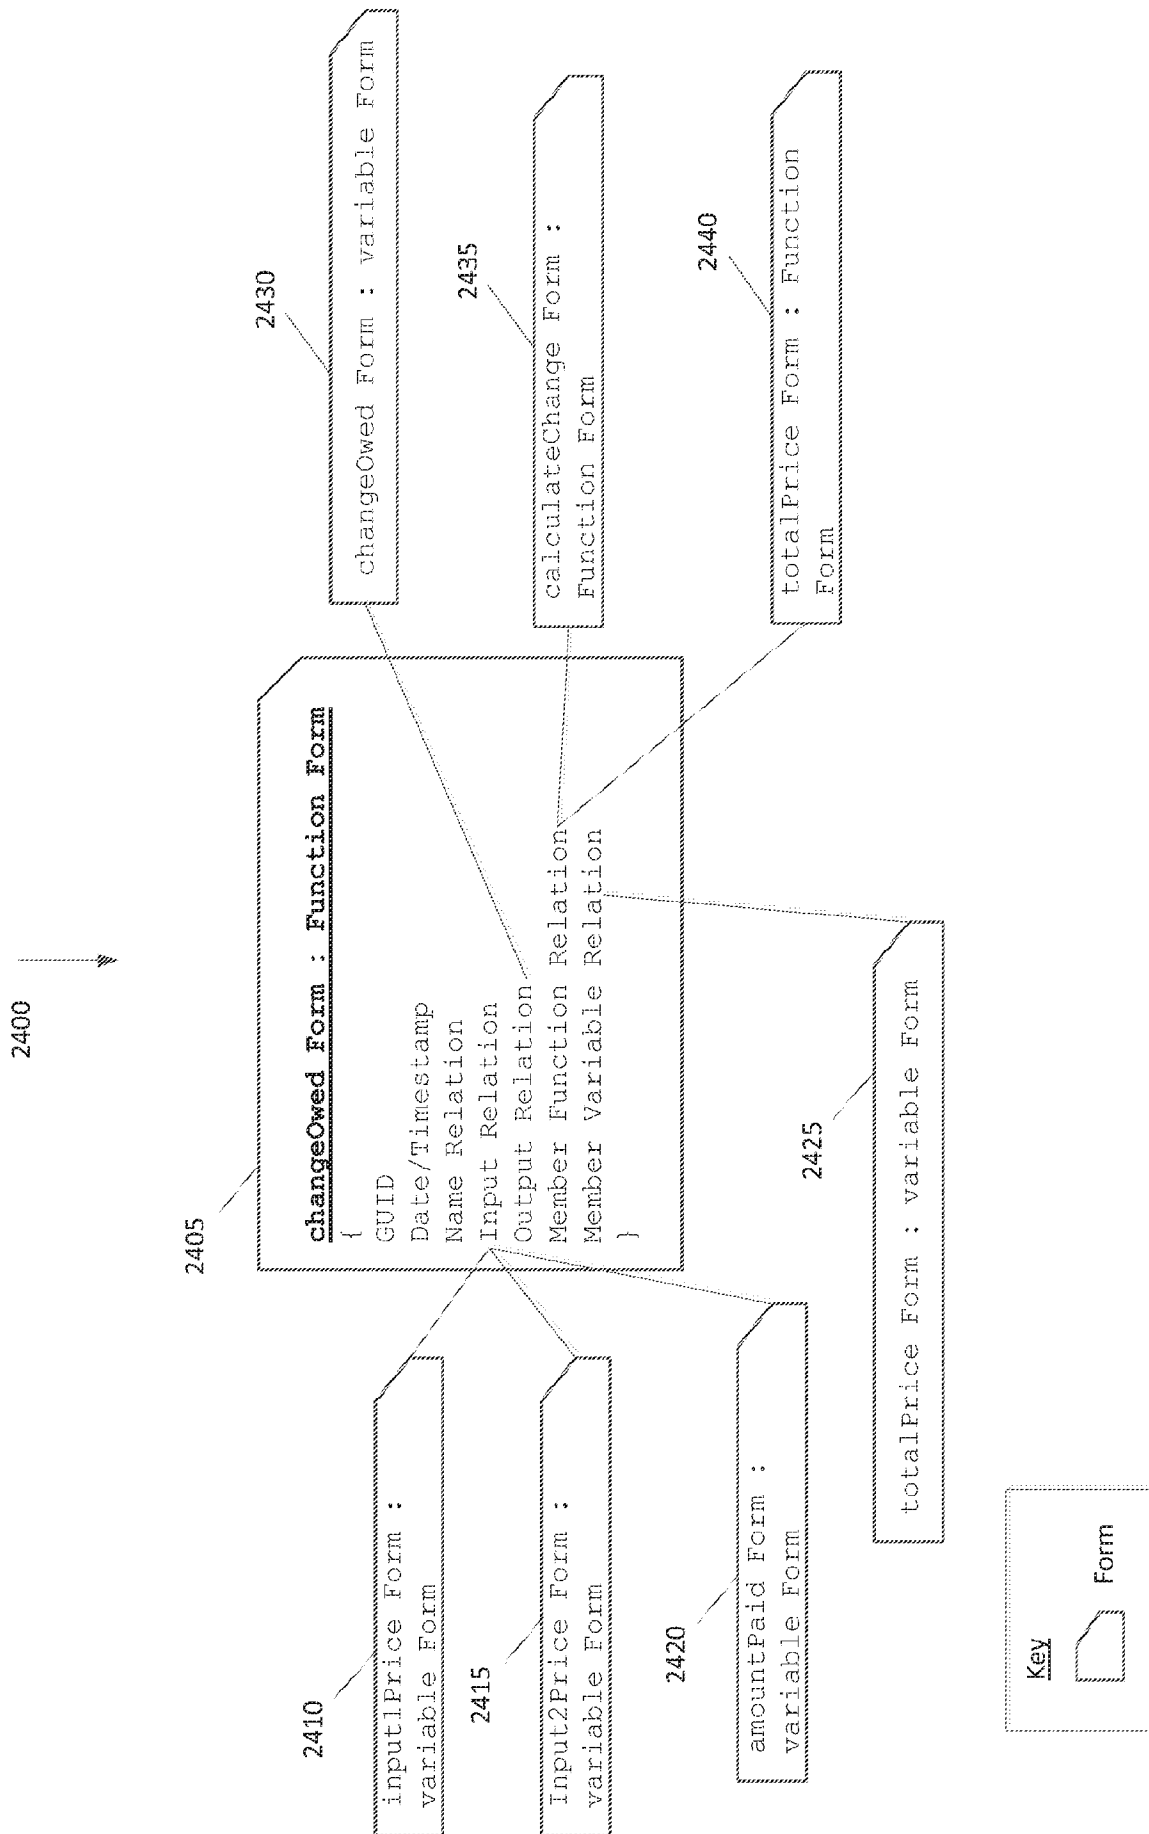 2400
2405
changeOwed Form : Function Form
{
GUID
Date/Timestamp
Name Relation
Input Relation
Output Relation
Member Function Relation
Member Variable Relation
}
2410
input1Price Form :
variable Form
2415
Input2Price Form :
variable Form
2420
amountPaid Form :
variable Form
2425
totalPrice Form : variable Form
2430
changeOwed Form : variable Form
2435
calculateChange Form :
Function Form
2440
totalPrice Form : Function
Form
Key
Form